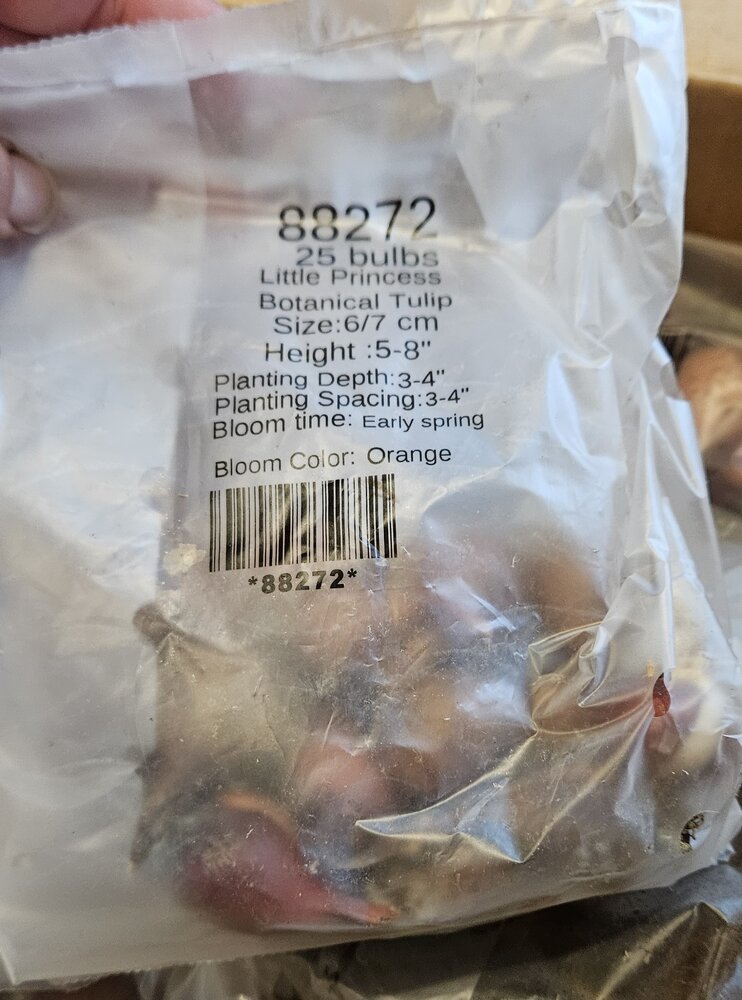 88272
25 bulbs
Little Princess
Botanical Tulip
Size:6/7 cm
Height :5-8"
Planting Depth:3-4"
Planting Spacing:3-4"
Bloom time: Early spring
Bloom Color: Orange
*88272*